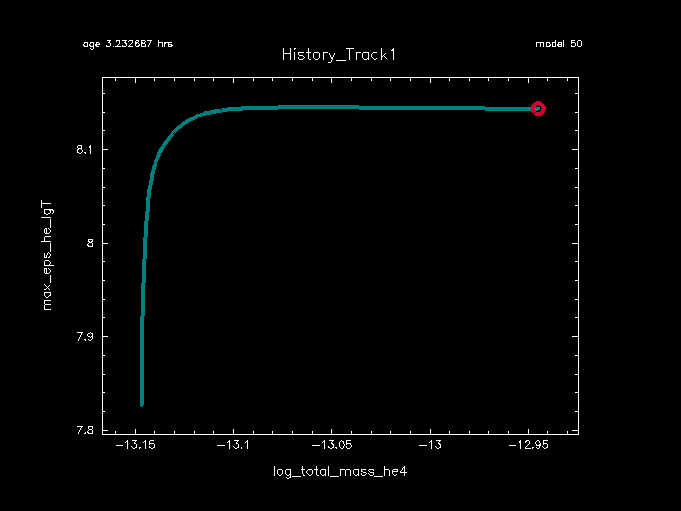 age 3.232687 hrs
model 50
History_Track1
8.1
8
7.9
7.8
max_eps_he_lgT
-13.15
-13.1
-13.05
-13
-12.95
log_total_mass_he4